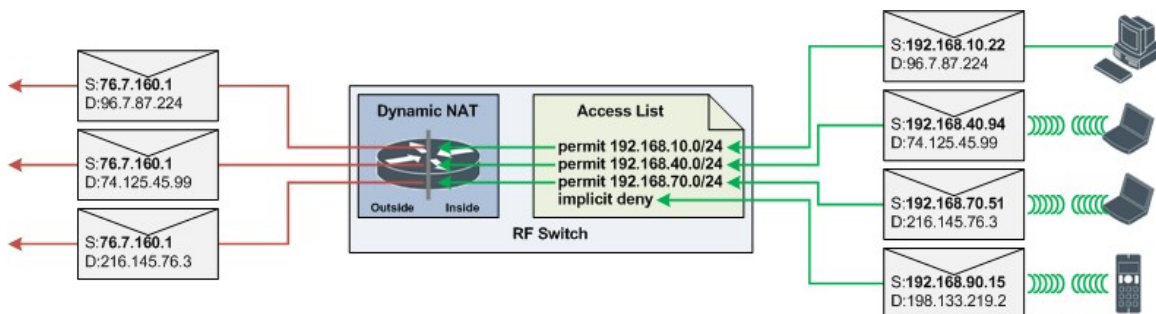 S:76.7.160.1
D:96.7.87.224
S:76.7.160.1
D:74.125.45.99
S:76.7.160.1
D:216.145.76.3
Dynamic NAT
Outside Inside
Access List
permit 192.168.10.0/24
permit 192.168.40.0/24
permit 192.168.70.0/24
implicit deny
RF Switch
S:192.168.10.22
D:96.7.87.224
S:192.168.40.94
D:74.125.45.99
S:192.168.70.51
D:216.145.76.3
S:192.168.90.15
D:198.133.219.2